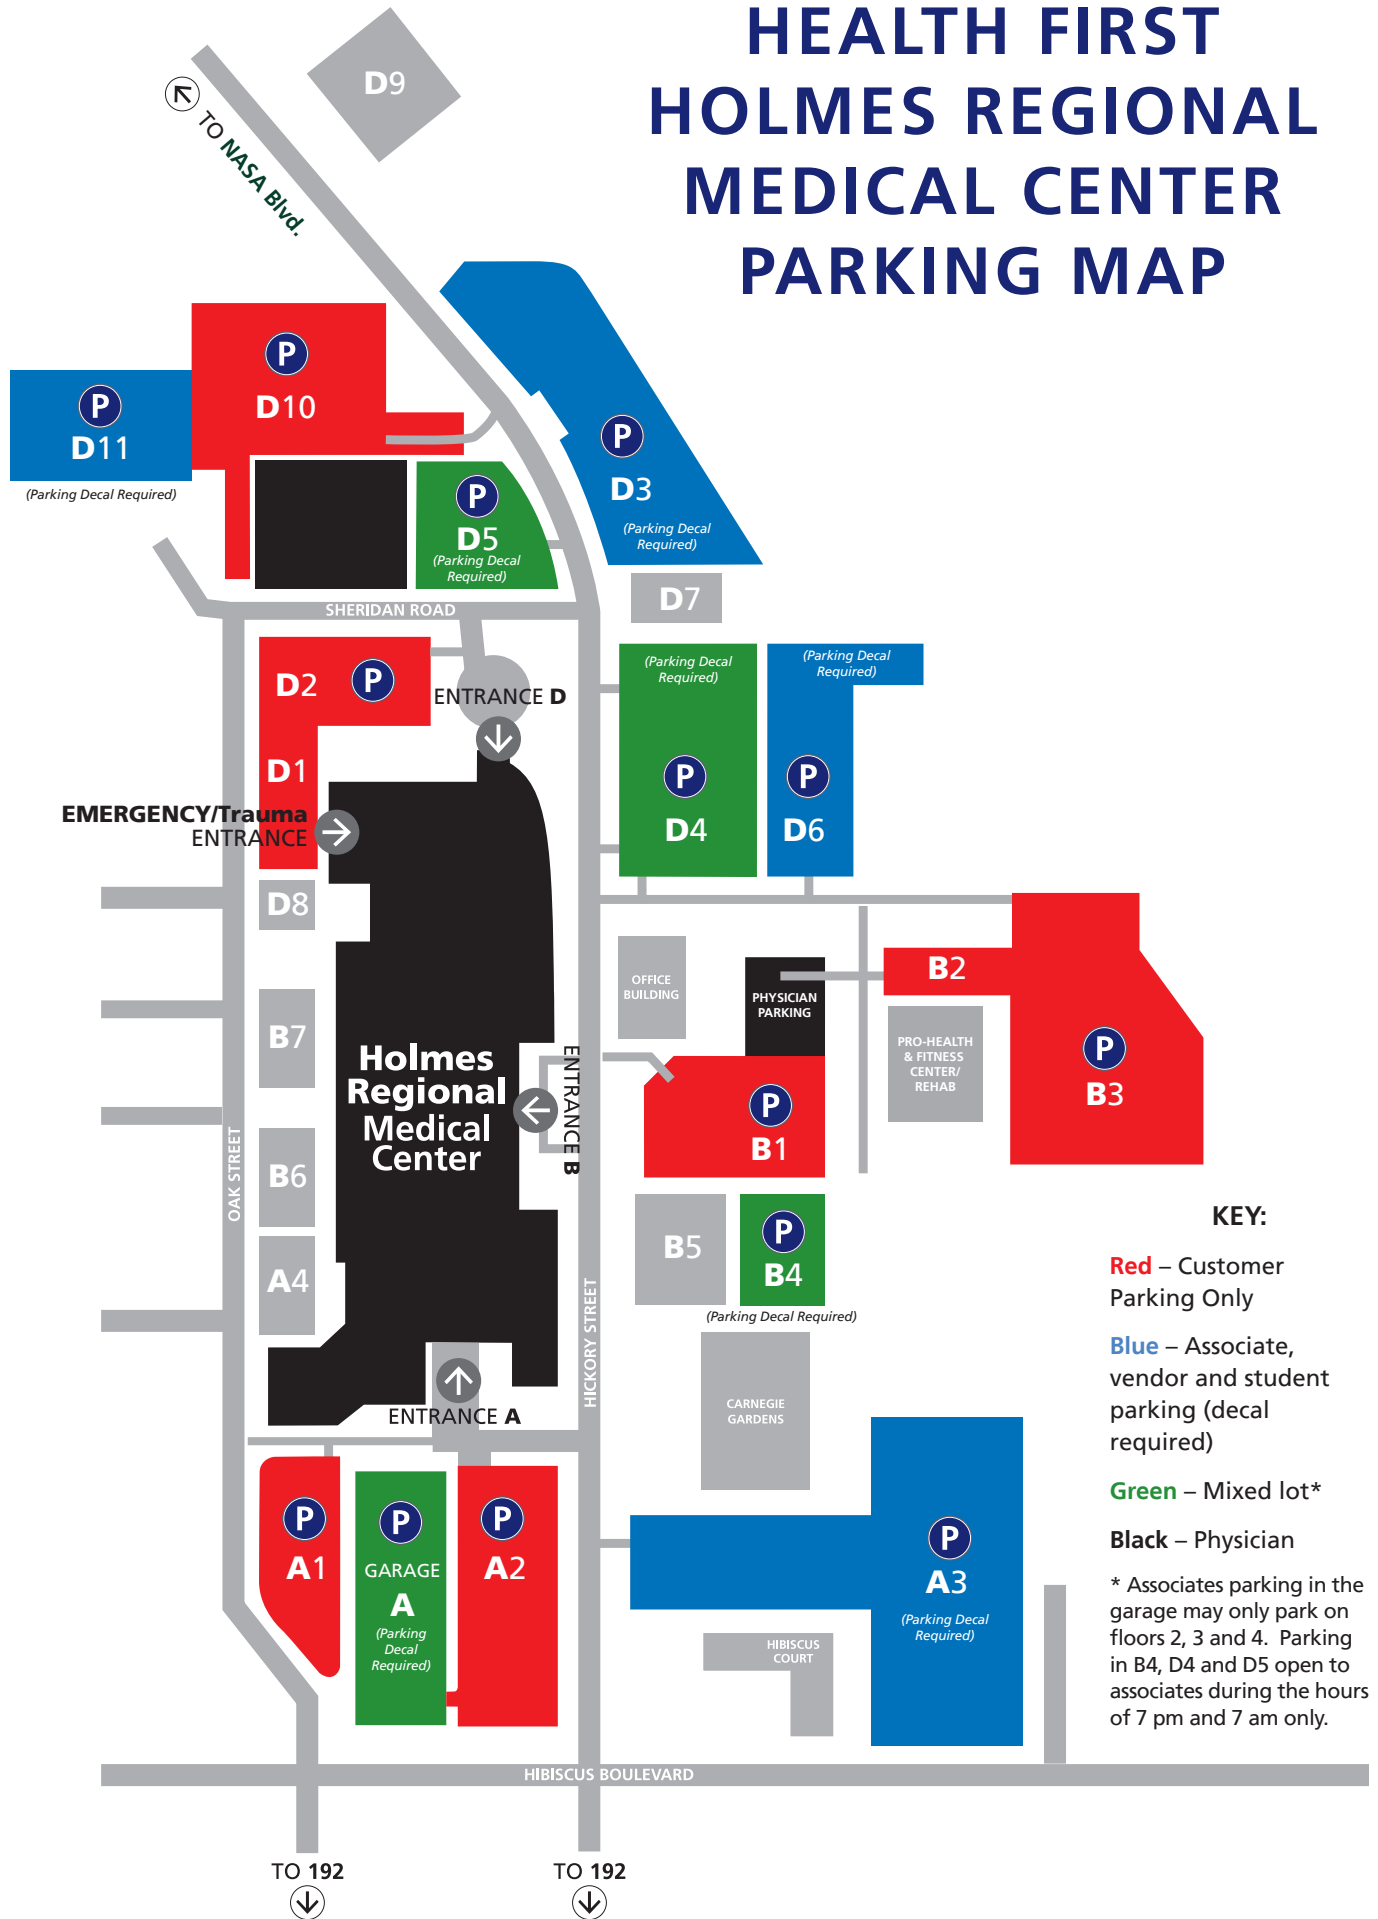 HEALTH FIRST
HOLMES REGIONAL
MEDICAL CENTER
PARKING MAP
D9
TO NASA Blvd.
P
D10
P
D11
(Parking Decal Required)
P
D3
(Parking Decal
Required)
P
D5
(Parking Decal
Required)
D7
SHERIDAN ROAD
D2
P
D1
ENTRANCE D
EMERGENCY/Trauma
ENTRANCE
(Parking Decal
Required)
P
D4
(Parking Decal
Required)
P
D6
D8
B7
B6
A4
OAK STREET
Holmes
Regional
Medical
Center
ENTRANCE B
HICKORY STREET
OFFICE
BUILDING
PHYSICIAN
PARKING
B2
PRO-HEALTH
& FITNESS
CENTER/
REHAB
P
B3
P
B1
B5
P
B4
(Parking Decal Required)
CARNEGIE
GARDENS
ENTRANCE A
P
A1
P
GARAGE
A
(Parking
Decal
Required)
P
A2
P
A3
(Parking Decal
Required)
HIBISCUS
COURT
HIBISCUS BOULEVARD
TO 192
TO 192
KEY:
Red – Customer
Parking Only
Blue – Associate,
vendor and student
parking (decal
required)
Green – Mixed lot*
Black – Physician
* Associates parking in the
garage may only park on
floors 2, 3 and 4. Parking
in B4, D4 and D5 open to
associates during the hours
of 7 pm and 7 am only.